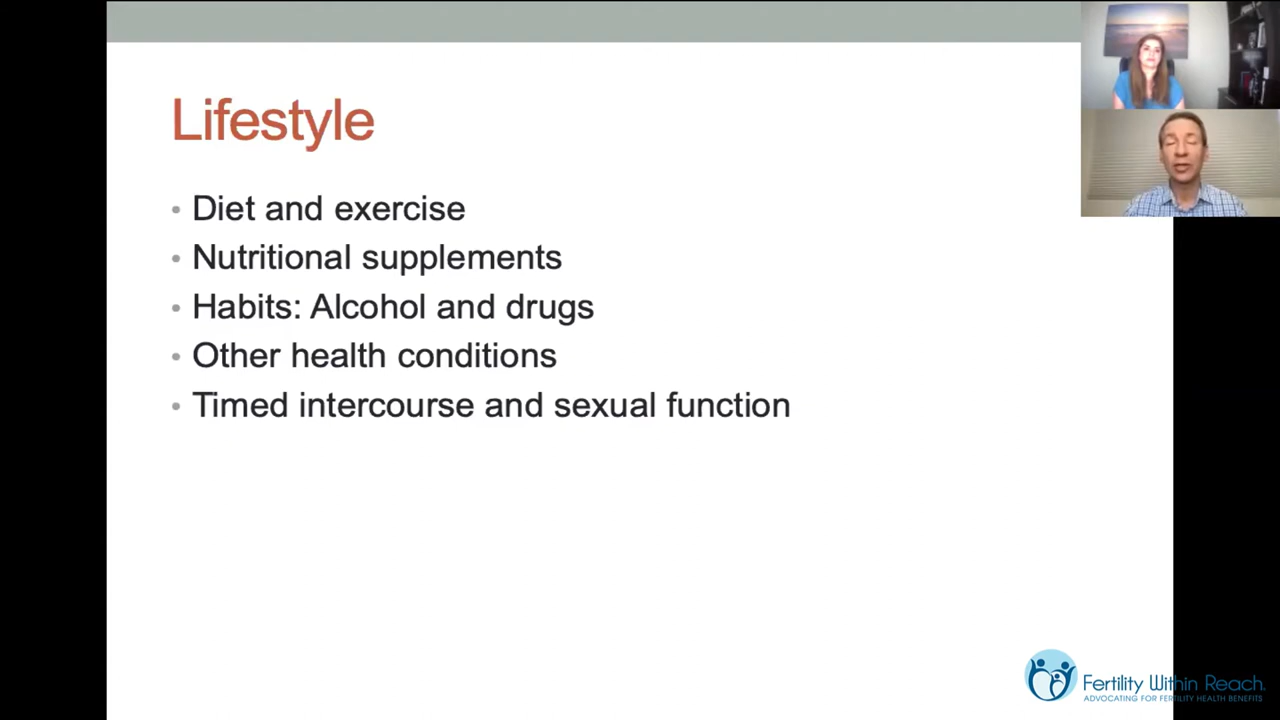 Lifestyle
• Diet and exercise
• Nutritional supplements
• Habits: Alcohol and drugs
• Other health conditions
• Timed intercourse and sexual function
Fertility Within Reach.
ADVOCATING FOR FERTILITY HEALTH BENEFITS